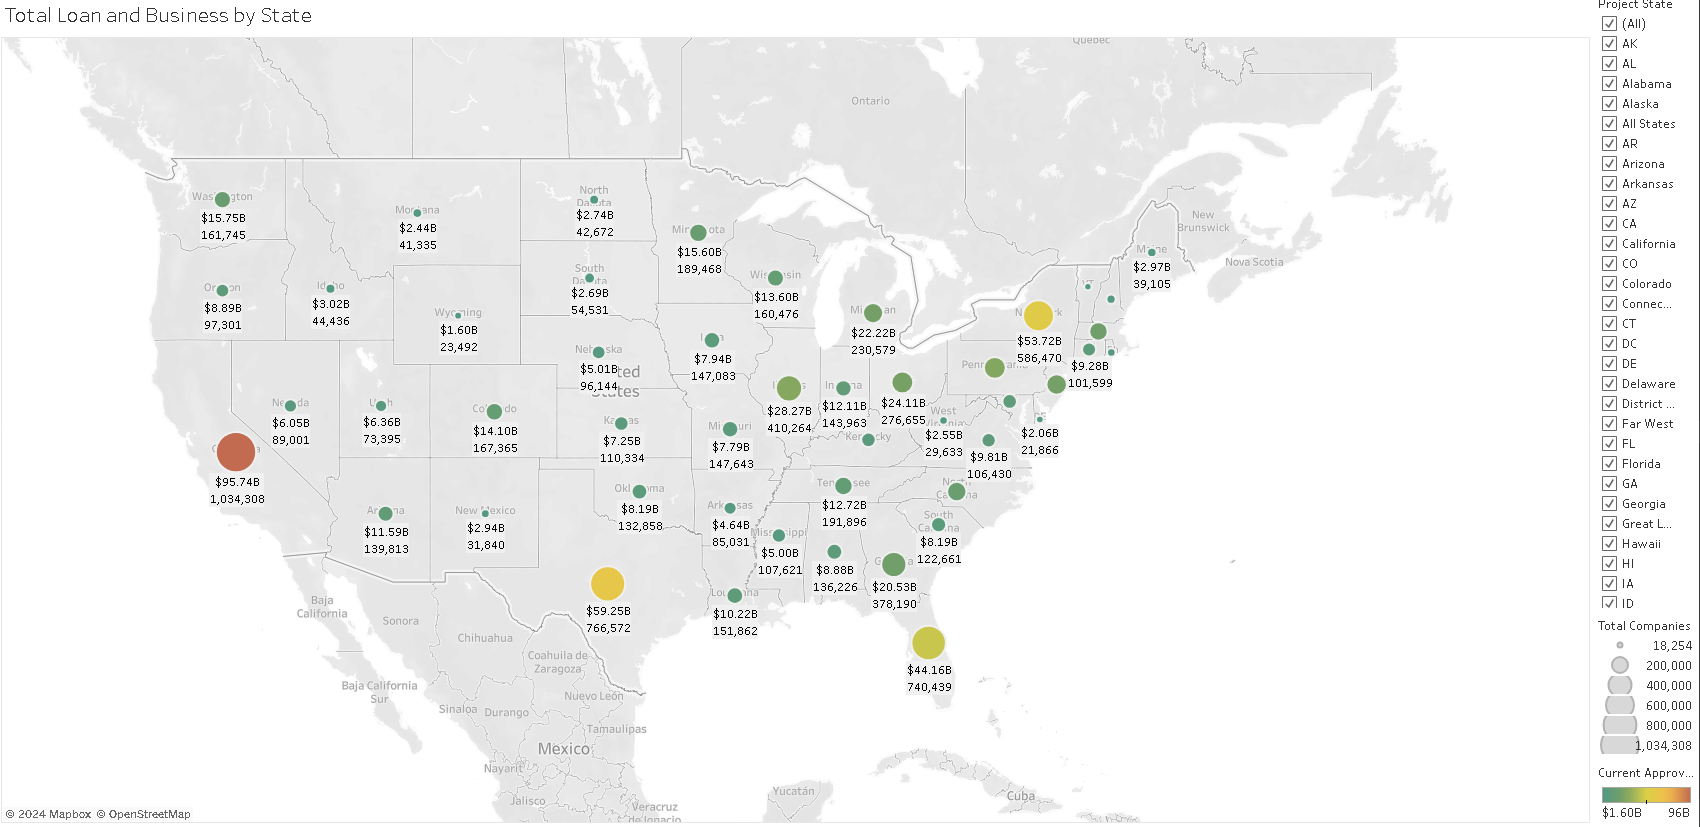 Total Loan and Business by State
Quebec
Ontario
New
Brunswick
Nova Scotia
Maine
$2.97B
39,105
Washington
$15.75B
161,745
Montana
$2.44B
41,335
North
Dakota
$2.74B
42,672
Minnesota
$15.60B
189,468
Oregon
$8.89B
97,301
Idaho
$3.02B
44,436
South
Dakota
$2.69B
54,531
Wisconsin
$13.60B
160,476
Wyoming
$1.60B
23,492
Michigan
$22.22B
230,579
New York
$53.72B
586,470
VT
Nebraska
$5.01B
96,144
Iowa
$7.94B
147,083
United
States
Pennsylvania
$9.28B
101,599
Illinois
$28.27B
410,264
Indiana
$12.11B
143,963
Ohio
$24.11B
276,655
West
Virginia
$2.55B
29,633
DE
$2.06B
21,866
$9.81B
106,430
Nevada
$6.05B
89,001
Utah
$6.36B
73,395
Colorado
$14.10B
167,365
Kansas
$7.25B
110,334
Missouri
$7.79B
147,643
Kentucky
California
$95.74B
1,034,308
Arizona
$11.59B
139,813
New Mexico
$2.94B
31,840
Oklahoma
$8.19B
132,858
Arkansas
$4.64B
85,031
Tennessee
$12.72B
191,896
North
Carolina
South
Carolina
$8.19B
122,661
Mississippi
$5.00B
107,621
$8.88B
136,226
Georgia
$20.53B
378,190
$59.25B
766,572
Louisiana
$10.22B
151,862
$44.16B
740,439
Baja
California
Sonora
Chihuahua
Coahuila de
Zaragoza
Baja California
Sur
Nuevo León
Sinaloa
Durango
Tamaulipas
Mexico
Nayarit
Jalisco
Veracruz
de Ignacio
Yucatán
Cuba
© 2024 Mapbox © OpenStreetMap
Project State
(All)
AK
AL
Alabama
Alaska
All States
AR
Arizona
Arkansas
AZ
CA
California
CO
Colorado
Connec...
CT
DC
DE
Delaware
District ...
Far West
FL
Florida
GA
Georgia
Great L...
Hawaii
HI
IA
ID
Total Companies
18,254
200,000
400,000
600,000
800,000
1,034,308
Current Approv...
$1.60B 96B